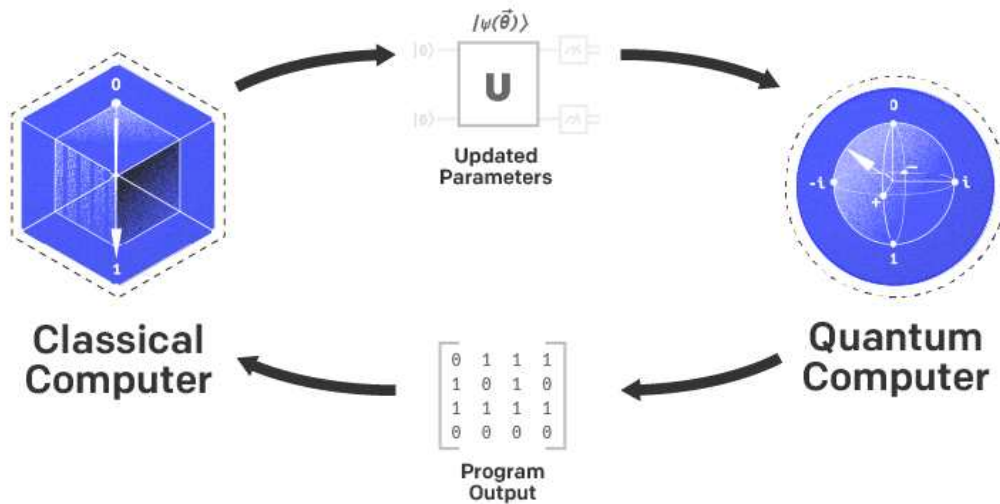 |ψ(θ⃗)⟩
|0⟩
U
|0⟩
Updated
Parameters
0
1
Classical
Computer
0
-i
i
+
−
1
Quantum
Computer
0 1 1 1
1 0 1 0
1 1 1 1
0 0 0 0
Program
Output